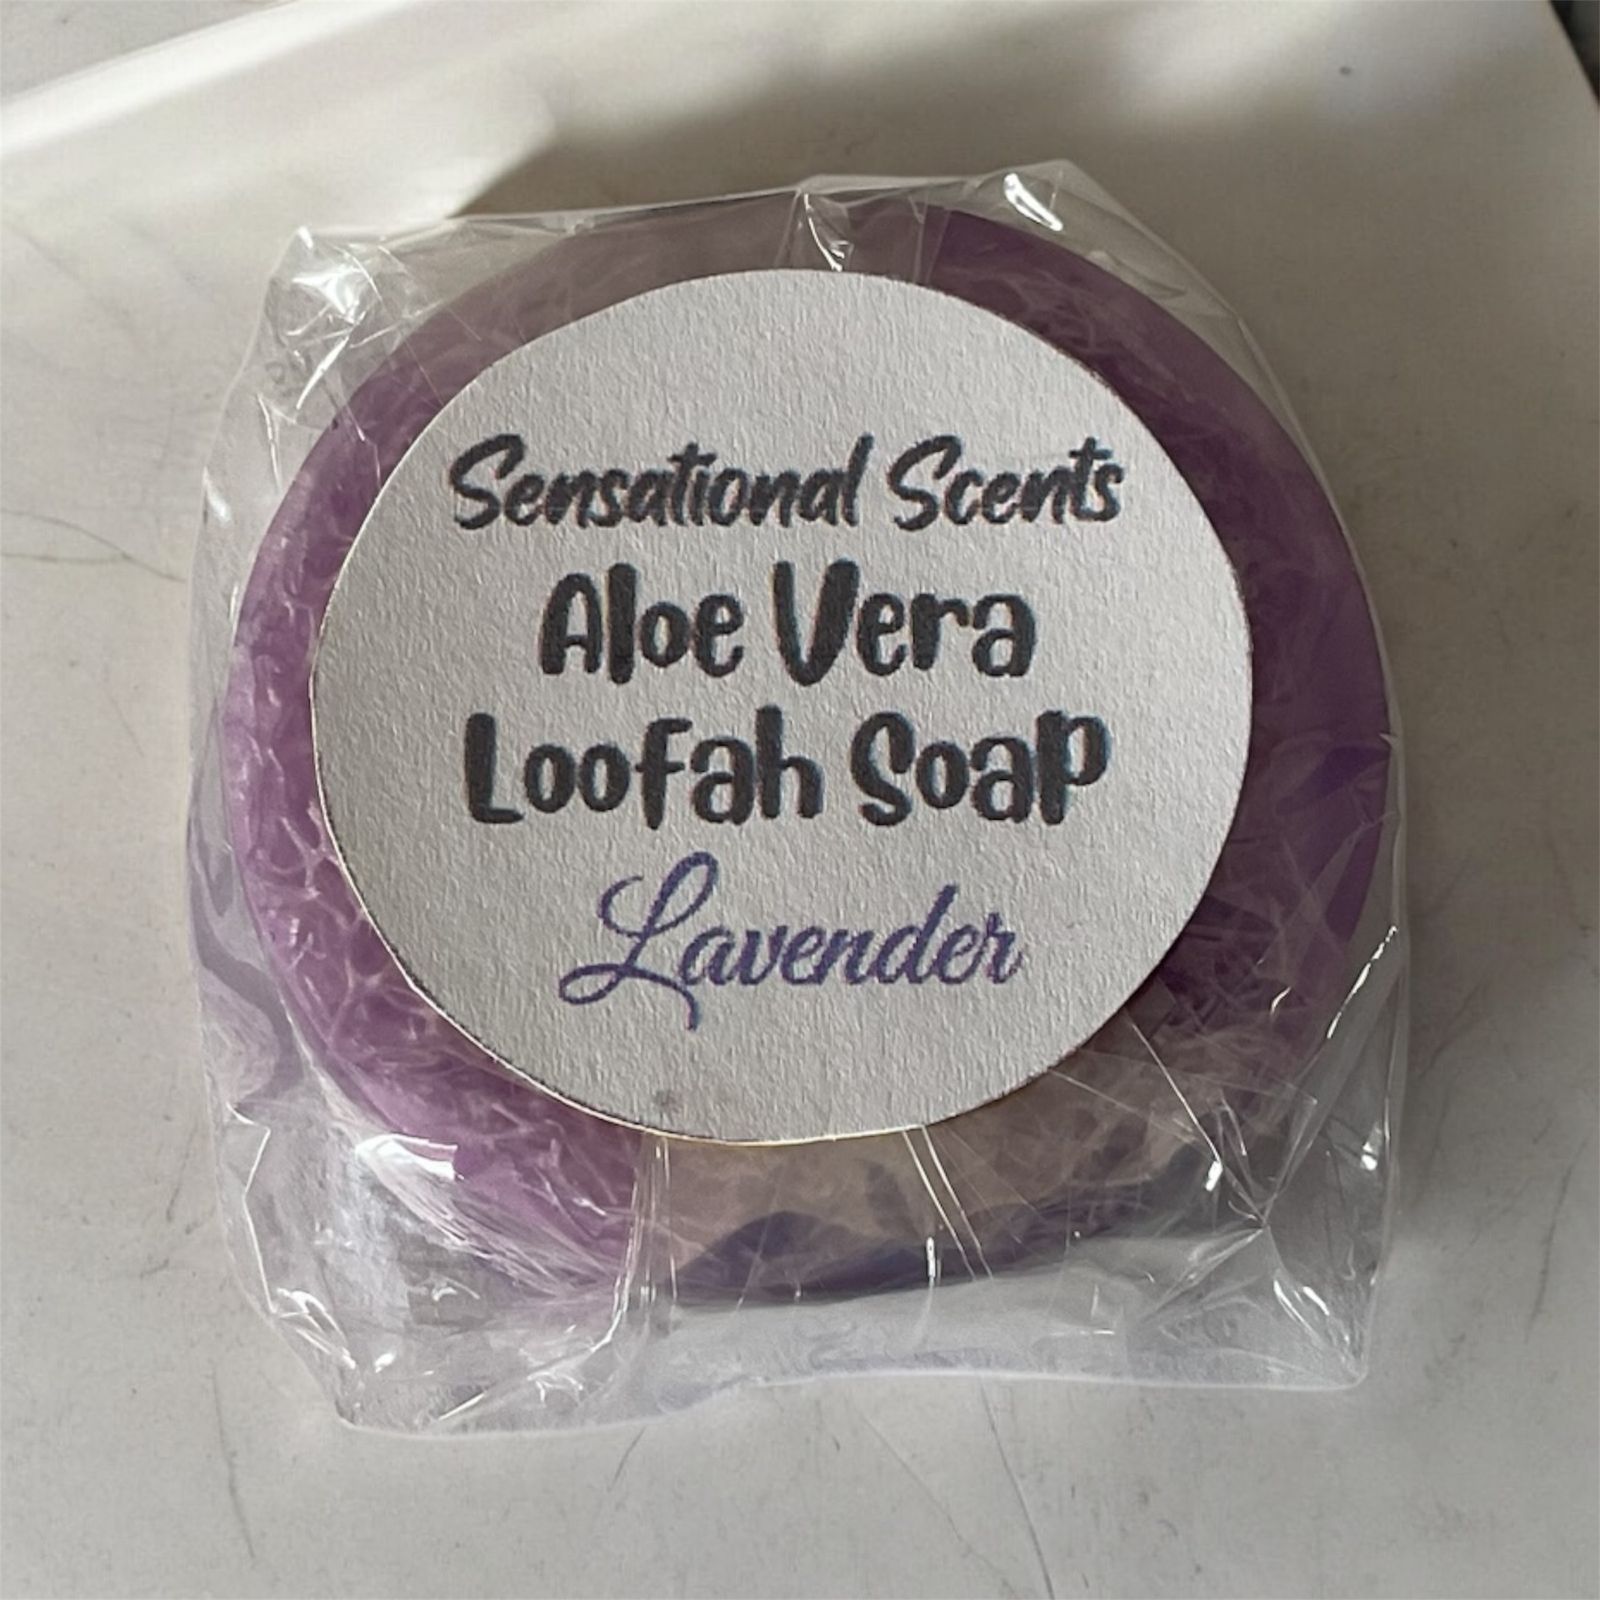 Sensational Scents
Aloe Vera
Loofah Soap
Lavender